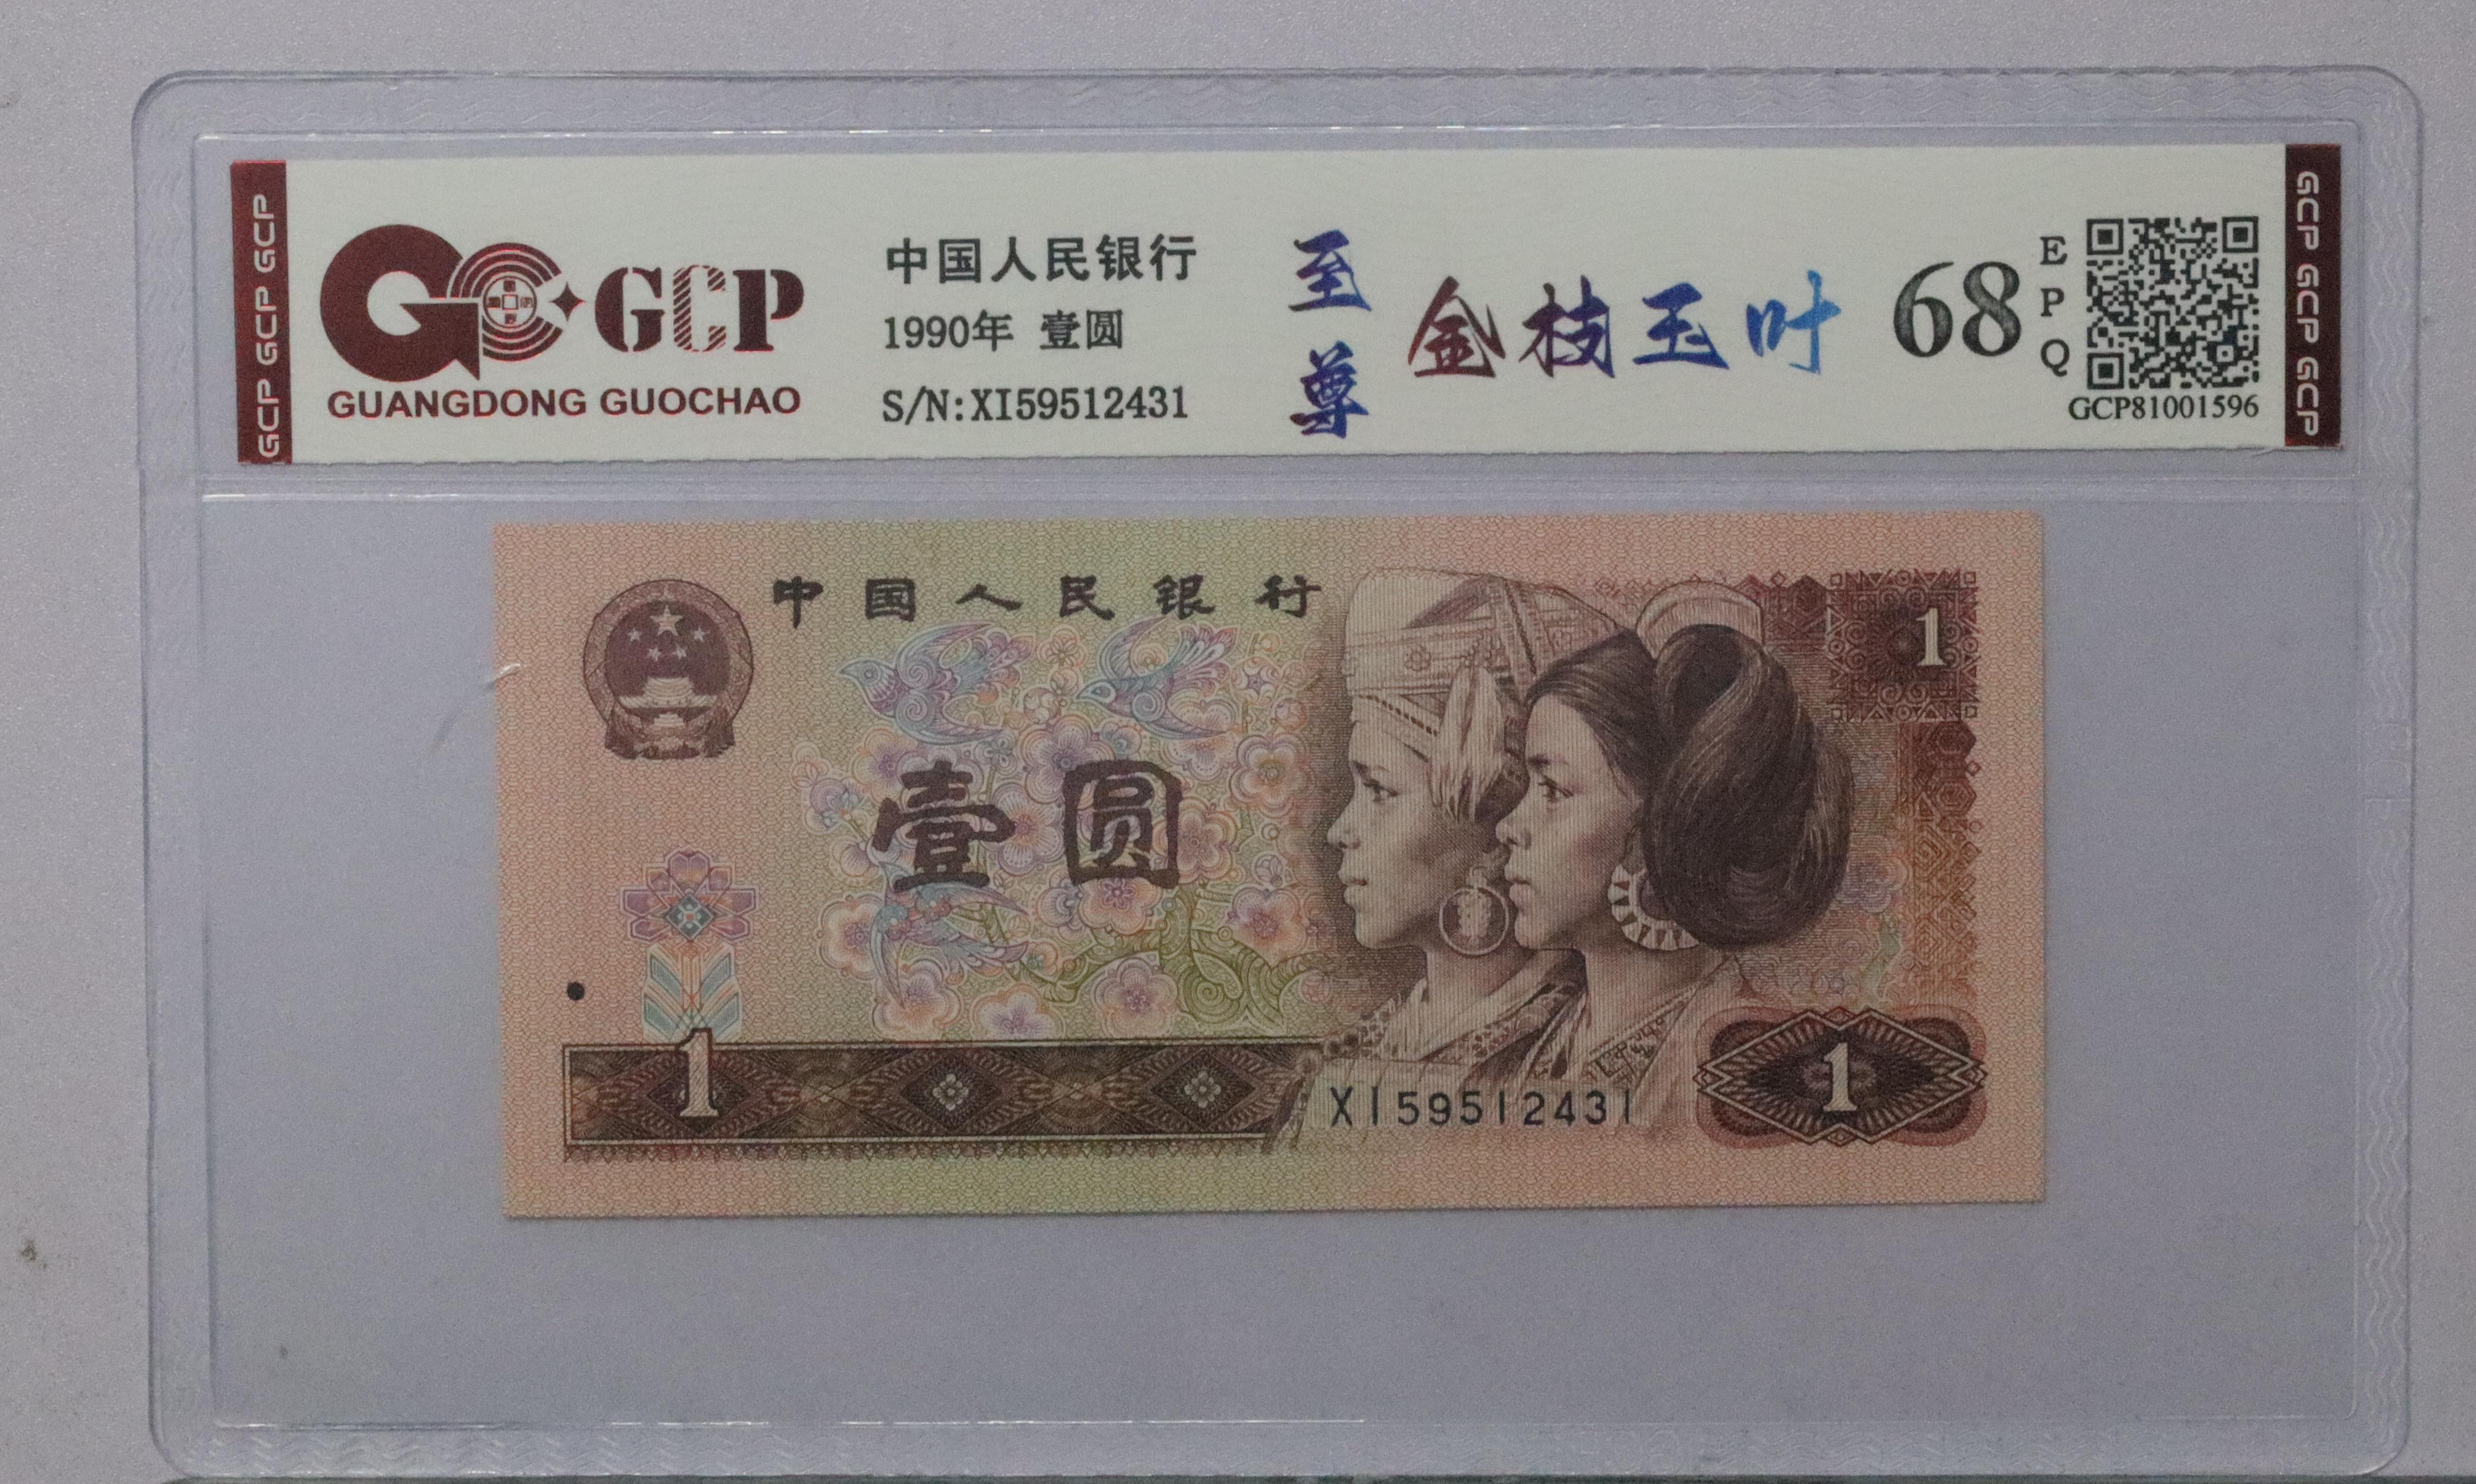 GCP GCP GCP
GCP
GUANGDONG GUOCHAO
中国人民银行
1990年 壹圆
S/N:XI59512431
至尊
金枝玉叶
68
EPQ
GCP81001596
GCP GCP GCP
中国人民银行
1
壹圆
1
XI59512431
1